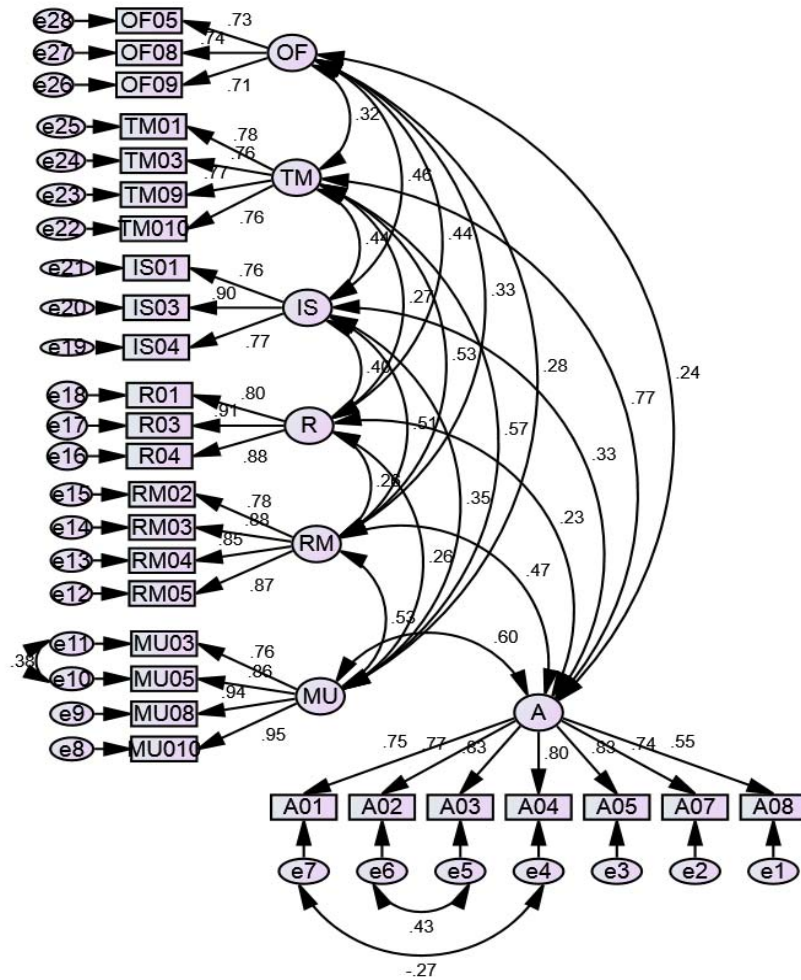 e28 OF05 .73
e27 OF08 .74 OF
e26 OF09 .71
.32
e25 TM01 .78
e24 TM03 .76
e23 TM09 .77 TM
e22 TM010 .76
.46
.44
.44
.27
.33
.53
.28
.24
.77
e21 IS01 .76
e20 IS03 .90 IS
e19 IS04 .77
.40
.51
.57
.33
e18 R01 .80
e17 R03 .91 R
e16 R04 .88
.26
.35
.23
e15 RM02 .78
e14 RM03 .88
e13 RM04 .85 RM
e12 RM05 .87
.26
.47
.53
.60
.38
e11 MU03 .76
e10 MU05 .86
e9 MU08 .94 MU
e8 MU010 .95
A
.75 .77 .83 .80 .83 .74 .55
A01 A02 A03 A04 A05 A07 A08
e7 e6 e5 e4 e3 e2 e1
.43
-.27